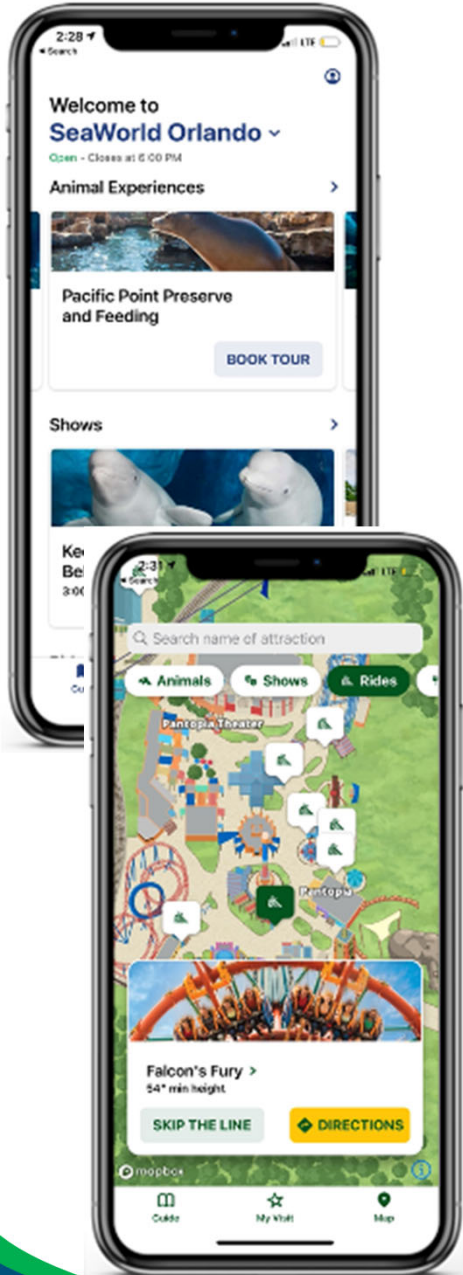 2:28
Search
LTE
Welcome to
SeaWorld Orlando
Open - Closes at 6:00 PM
Animal Experiences
Pacific Point Preserve
and Feeding
BOOK TOUR
Shows
2:31
Search
LTE
Search name of attraction
Animals
Shows
Rides
Pantopia Theater
Pantopia
Falcon's Fury >
54" min height
SKIP THE LINE
DIRECTIONS
mapbox
Guide
My Visit
Map